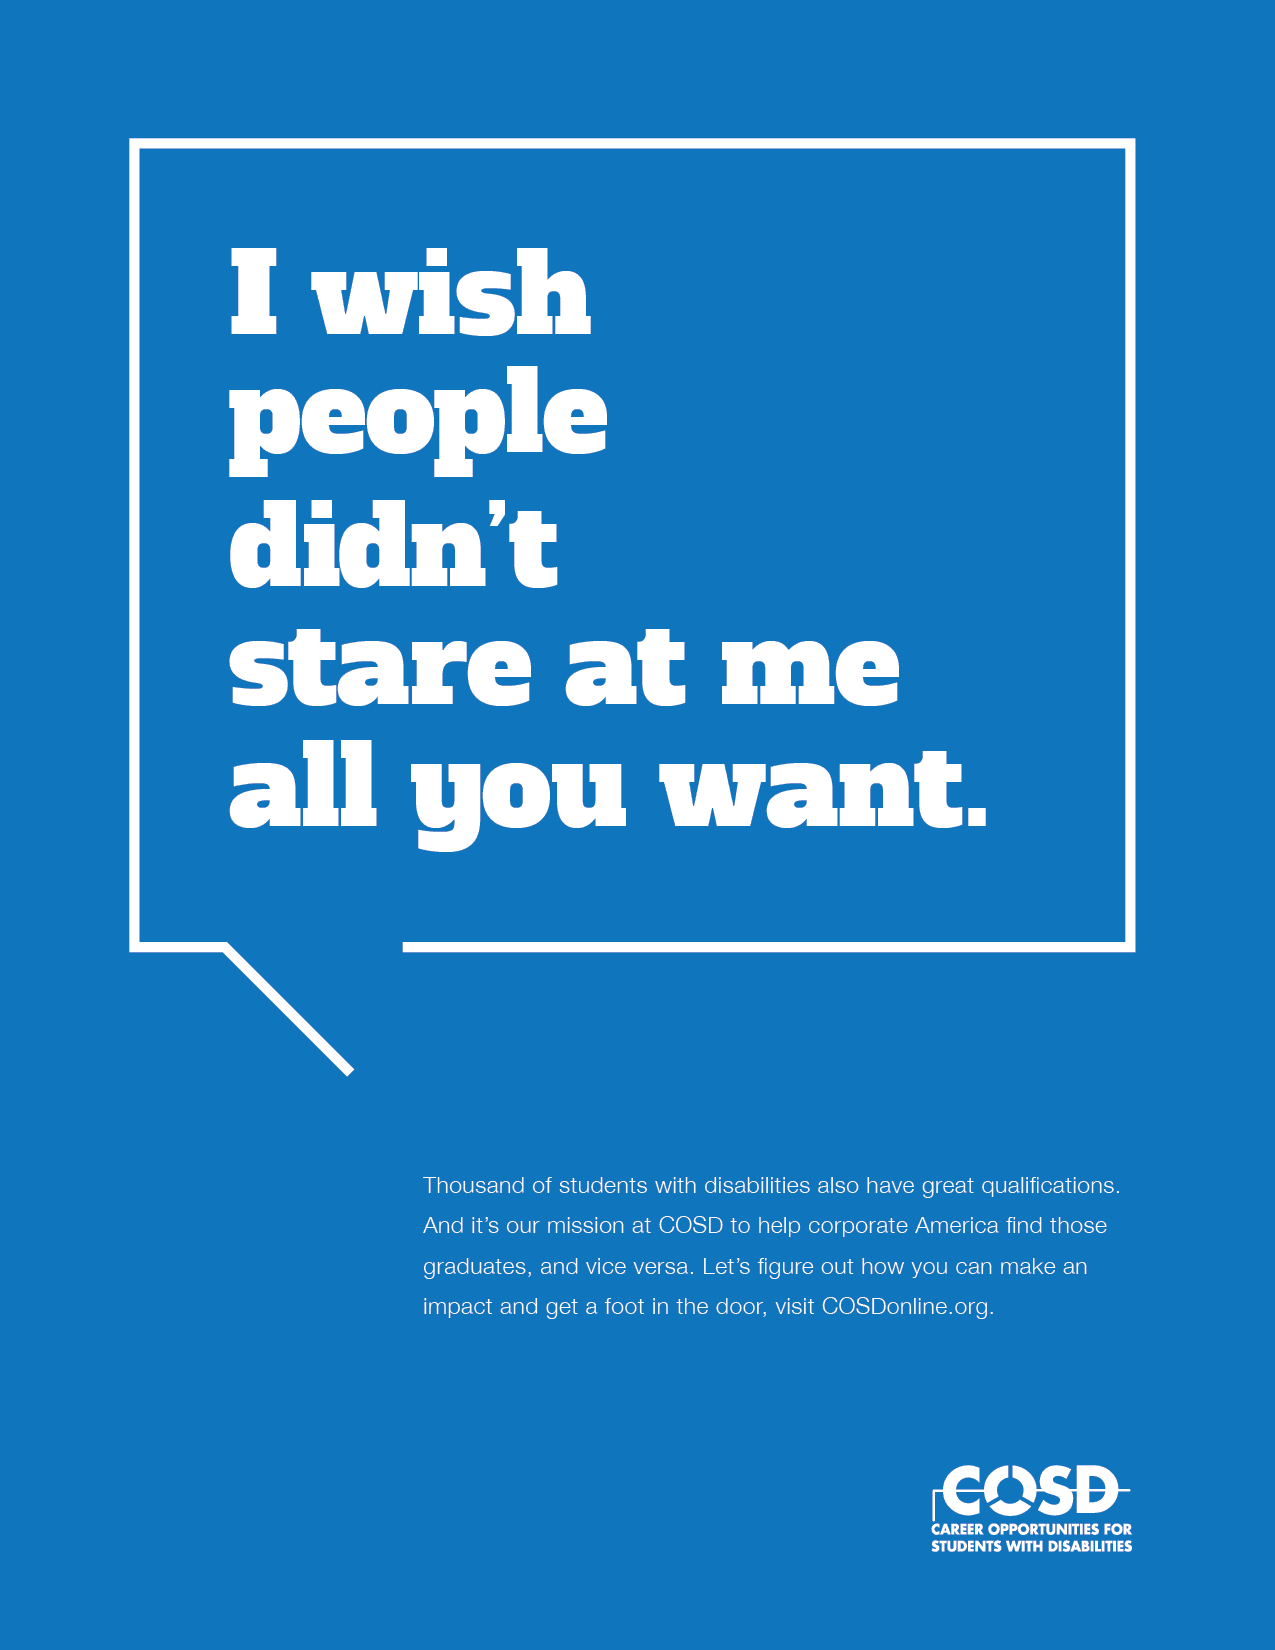 I wish
people
didn’t
stare at me
all you want.
Thousand of students with disabilities also have great qualifications.
And it’s our mission at COSD to help corporate America find those
graduates, and vice versa. Let’s figure out how you can make an
impact and get a foot in the door, visit COSDonline.org.
COSD
CAREER OPPORTUNITIES FOR
STUDENTS WITH DISABILITIES